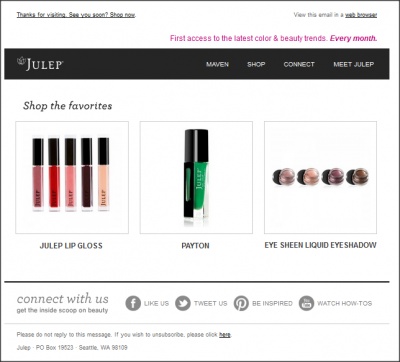 Thanks for visiting. See you soon? Shop now.
View this email in a web browser
First access to the latest color & beauty trends. Every month.
JULEP
MAVEN SHOP CONNECT MEET JULEP
Shop the favorites
JULEP
JULEP LIP GLOSS PAYTON EYE SHEEN LIQUID EYESHADOW
connect with us
get the inside scoop on beauty
LIKE US TWEET US BE INSPIRED WATCH HOW-TOS
Please do not reply to this message. If you wish to unsubscribe, please click here.
Julep · PO Box 19523 · Seattle, WA 98109